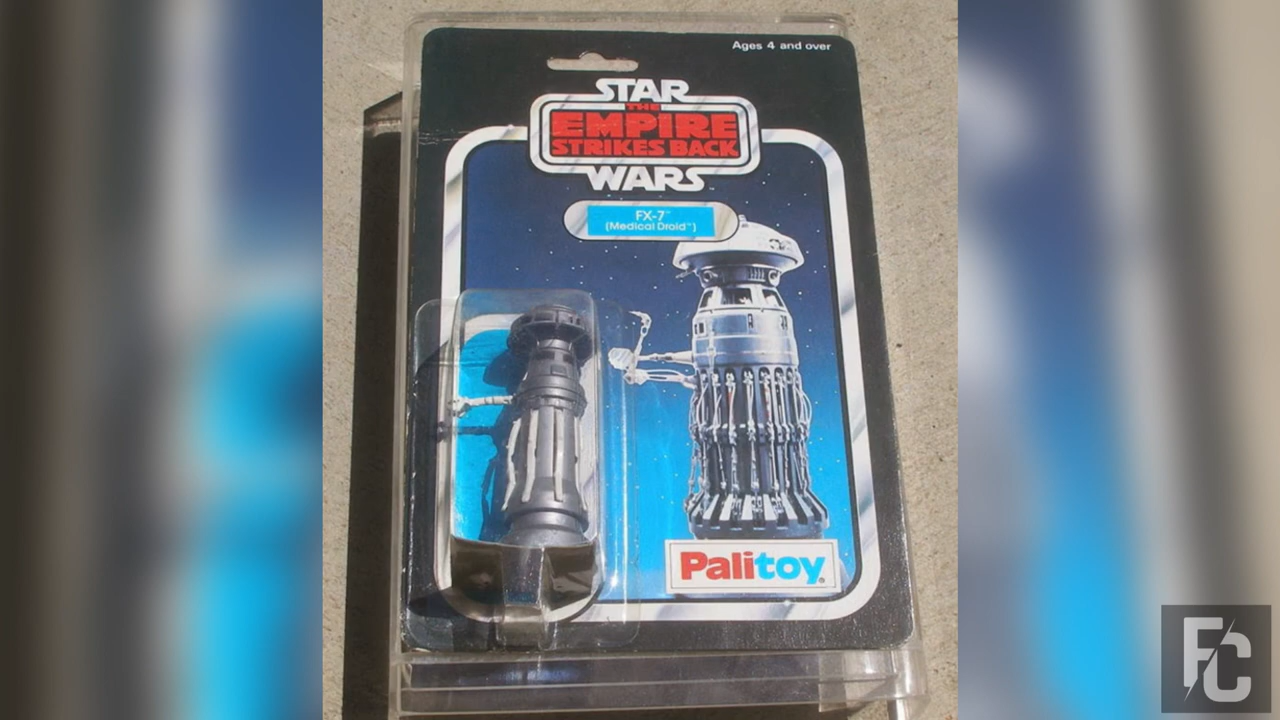 Ages 4 and over
STAR
THE
EMPIRE
STRIKES BACK
WARS
FX-7™
(Medical Droid™)
Palitoy®
FC